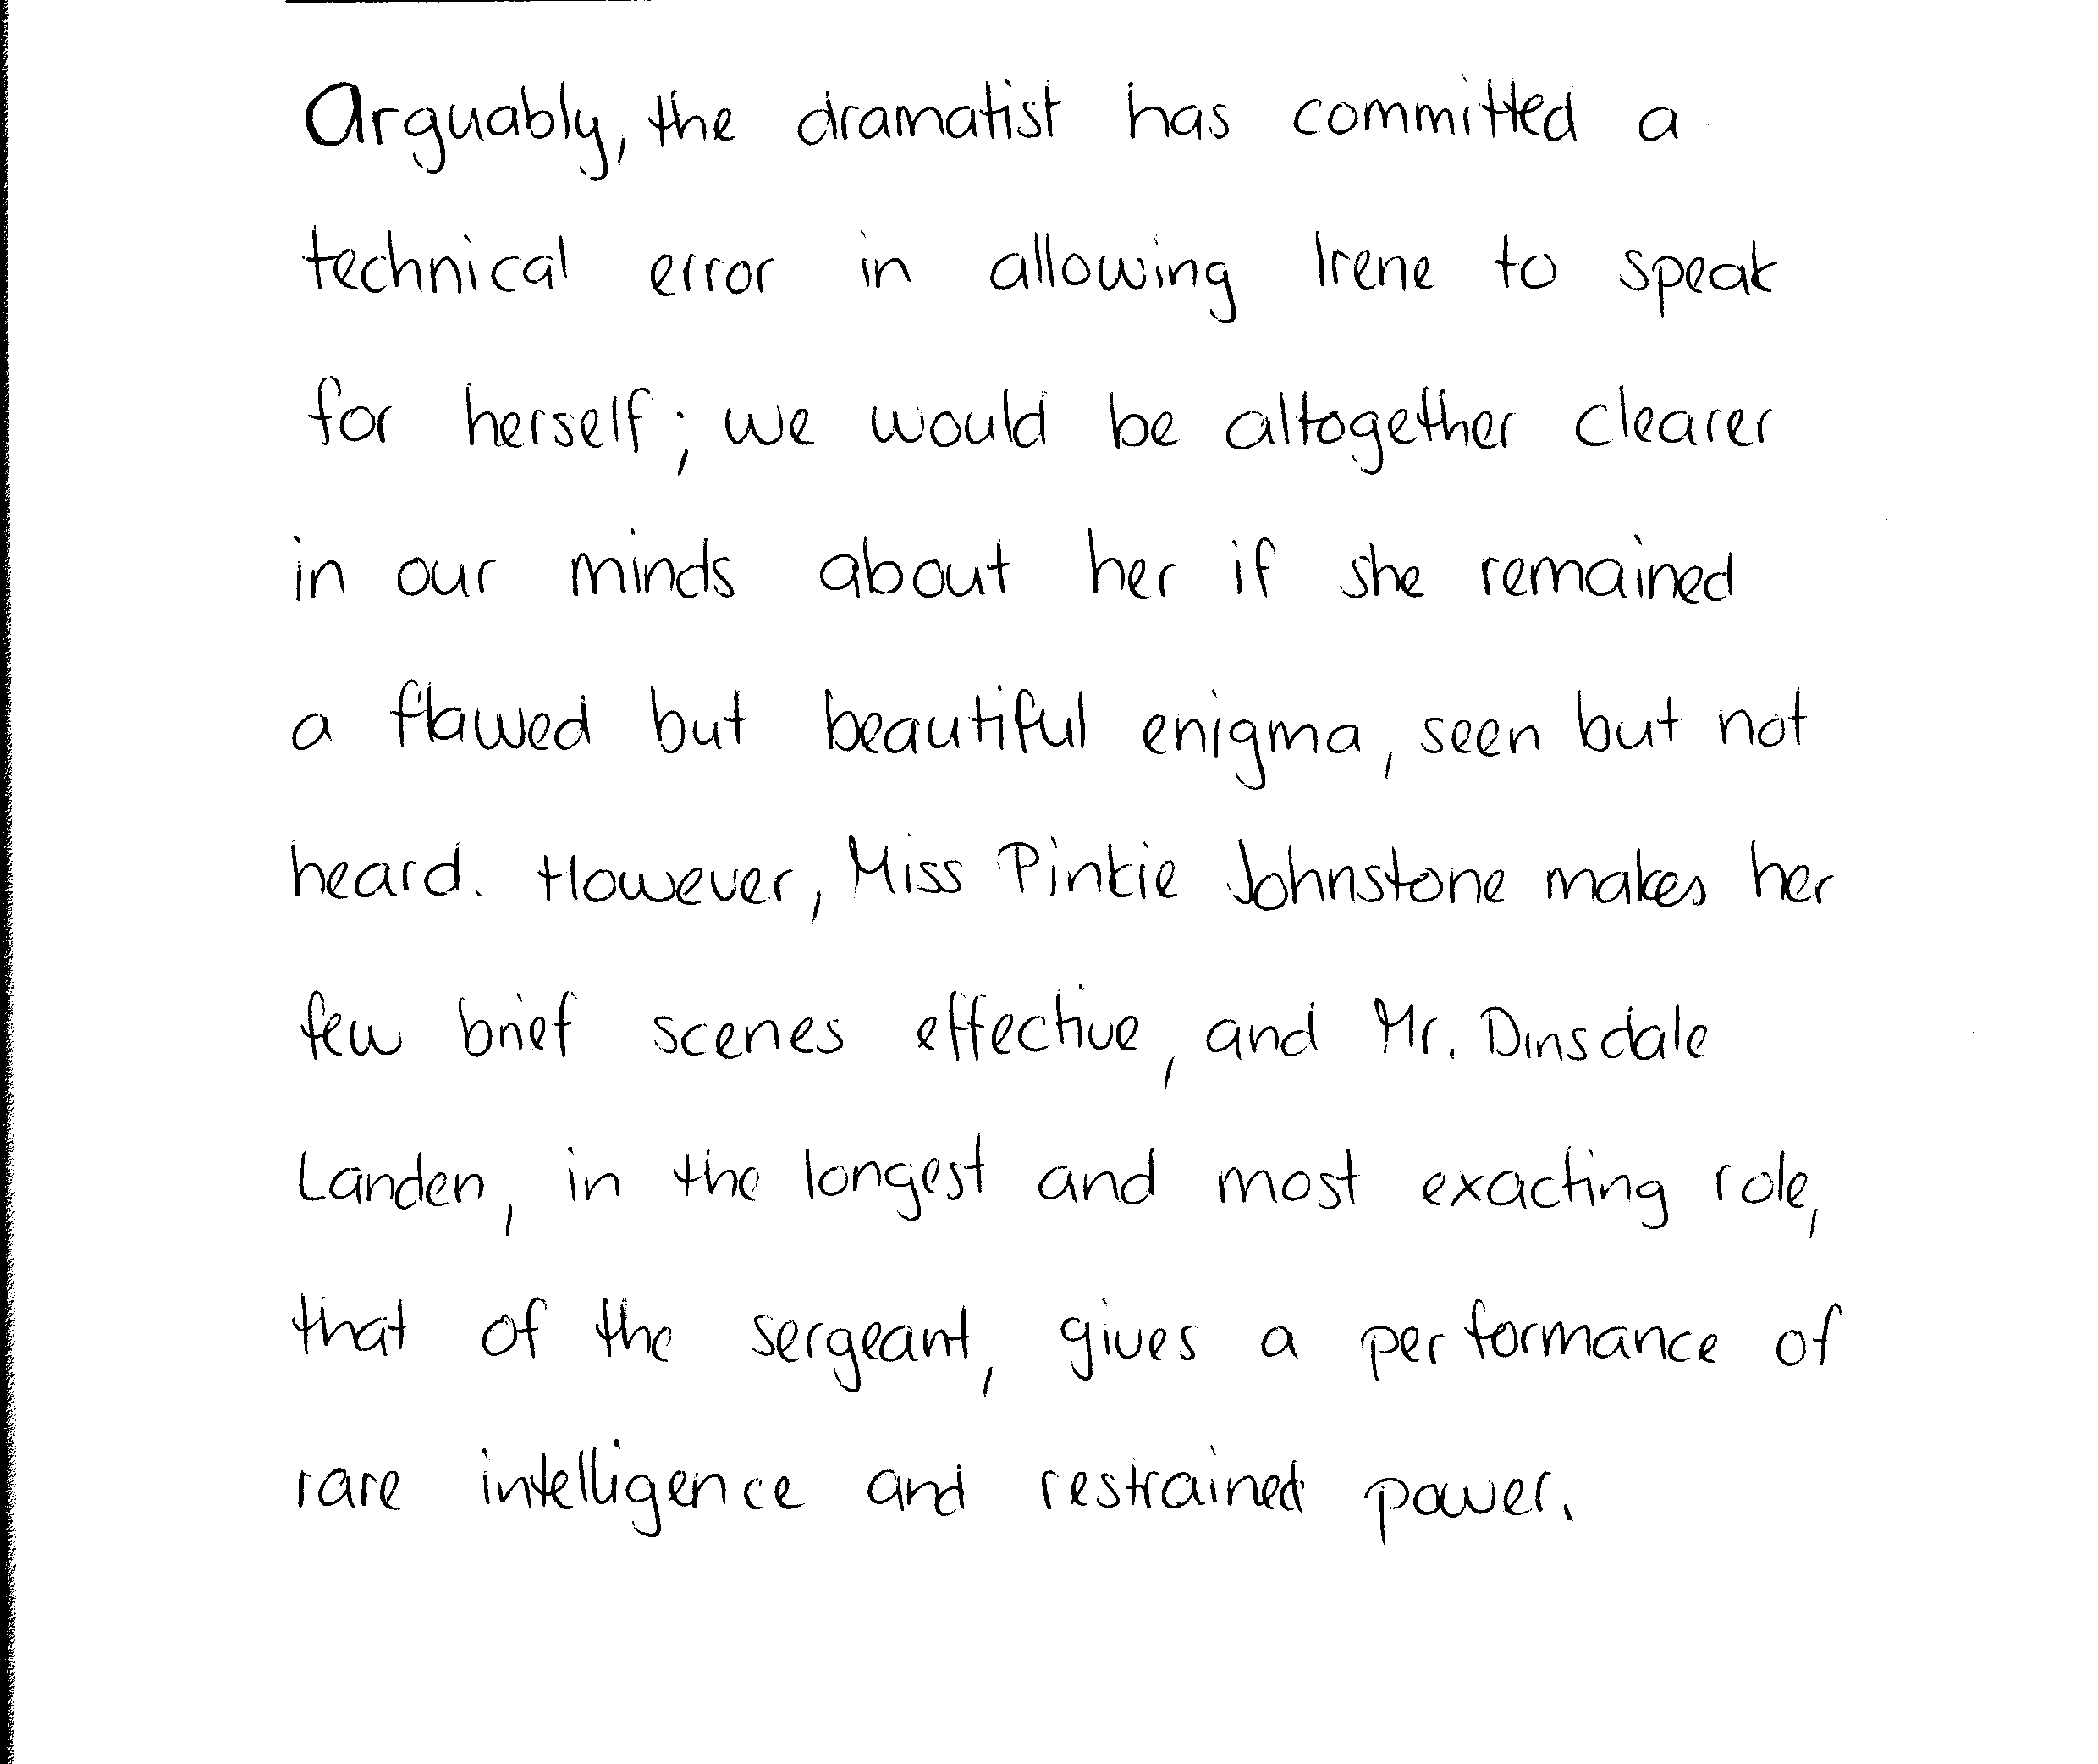 Arguably, the dramatist has committed a
technical error in allowing Irene to speak
for herself; we would be altogether clearer
in our minds about her if she remained
a flawed but beautiful enigma, seen but not
heard. However, Miss Pinkie Johnstone makes her
few brief scenes effective, and Mr. Dinsdale
Landen, in the longest and most exacting role,
that of the sergeant, gives a performance of
rare intelligence and restrained power.